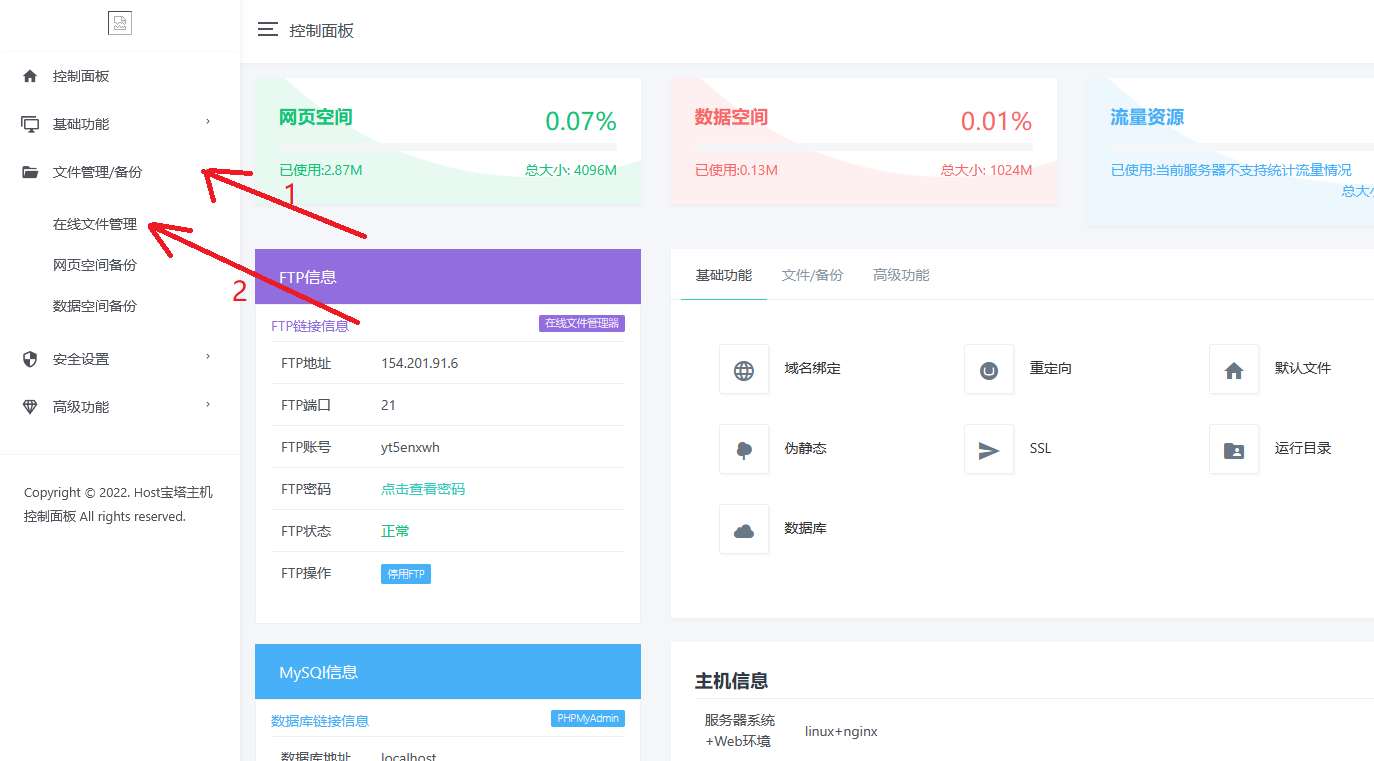 控制面板
控制面板
基础功能
文件管理/备份
在线文件管理
网页空间备份
数据空间备份
安全设置
高级功能
Copyright © 2022. Host宝塔主机
控制面板 All rights reserved.
1
2
网页空间
0.07%
已使用:2.87M
总大小: 4096M
数据空间
0.01%
已使用:0.13M
总大小: 1024M
流量资源
已使用:当前服务器不支持统计流量情况
总大
FTP信息
FTP链接信息
在线文件管理器
FTP地址
154.201.91.6
FTP端口
21
FTP账号
yt5enxwh
FTP密码
点击查看密码
FTP状态
正常
FTP操作
停用FTP
基础功能
文件/备份
高级功能
域名绑定
重定向
默认文件
伪静态
SSL
运行目录
数据库
MySQl信息
数据库链接信息
PHPMyAdmin
数据库地址
localhost
主机信息
服务器系统
+Web环境
linux+nginx